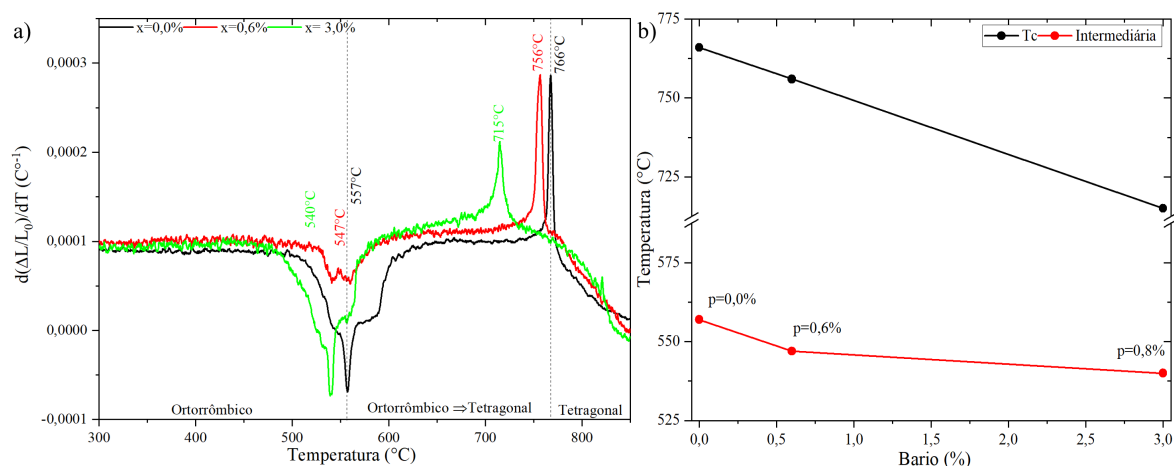 a)
x=0,0% x=0,6% x= 3,0%
0,0003
0,0002
0,0001
0,0000
-0,0001
d(ΔL/L0)/dT (C°-1)
540°C
547°C
557°C
715°C
756°C
766°C
Ortorrômbico
Ortorrômbico ⇒Tetragonal
Tetragonal
300 400 500 600 700 800
Temperatura (°C)
b)
Tc Intermediária
775
750
725
575
550
525
Temperatura (°C)
p=0,0%
p=0,6%
p=0,8%
0,0 0,5 1,0 1,5 2,0 2,5 3,0
Bario (%)